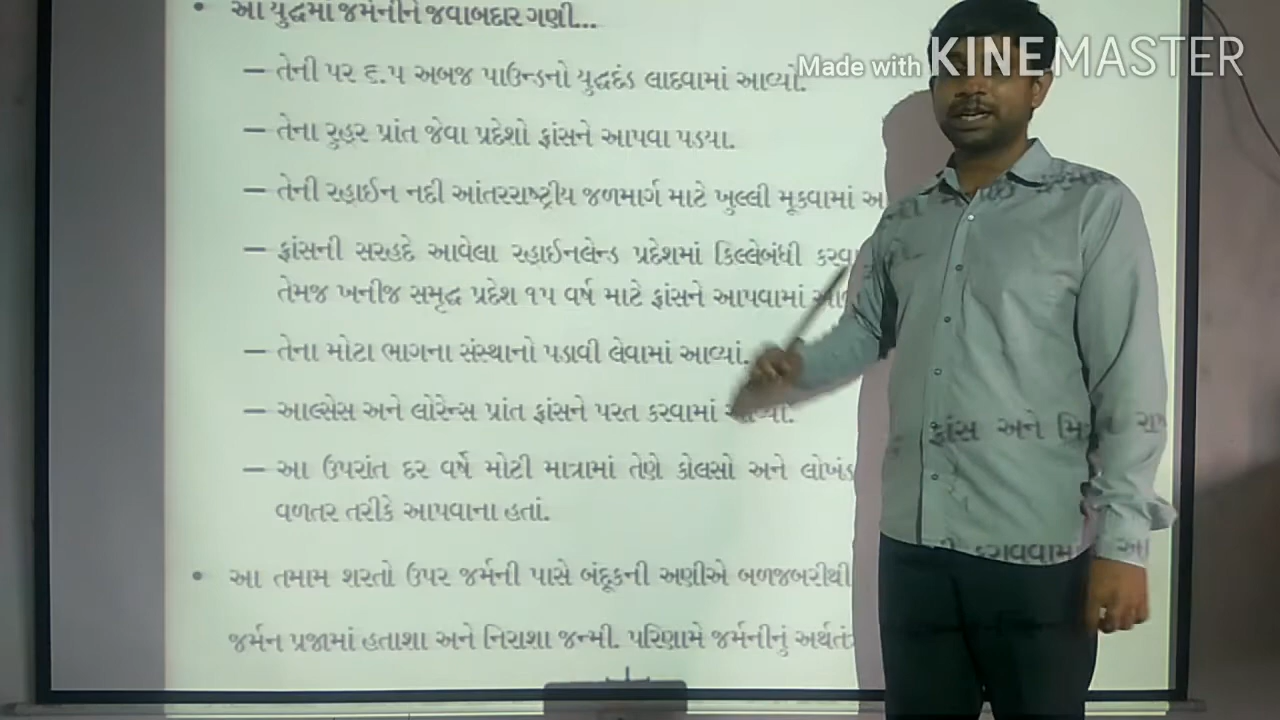 • આ યુદ્ધમાં જર્મનીને જવાબદાર ગણી...
Made with KINEMASTER
– તેની પર ૬.૫ અબજ પાઉન્ડનો યુદ્ધદંડ લાદવામાં આવ્યો.
– તેના રુહર પ્રાંત જેવા પ્રદેશો ફ્રાંસને આપવા પડયા.
– તેની રહાઈન નદી આંતરરાષ્ટ્રીય જળમાર્ગ માટે ખુલ્લી મૂકવામાં
– ફ્રાંસની સરહદે આવેલા રહાઈનલેન્ડ પ્રદેશમાં કિલ્લેબંધી
તેમજ ખનીજ સમૃદ્ધ પ્રદેશ ૧૫ વર્ષ માટે ફ્રાંસને આપવામાં
– તેના મોટા ભાગના સંસ્થાનો પડાવી લેવામાં આવ્યાં.
– આલ્સેસ અને લોરેન્સ પ્રાંત ફ્રાંસને પરત કરવામાં
– આ ઉપરાંત દર વર્ષે મોટી માત્રામાં તેણે કોલસો અને લોખંડ ફ્રાંસ અને
વળતર તરીકે આપવાના હતાં.
• આ તમામ શરતો ઉપર જર્મની પાસે બંદૂકની અણીએ બળજબરીથી
જર્મન પ્રજામાં હતાશા અને નિરાશા જન્મી. પરિણામે જર્મનીનું